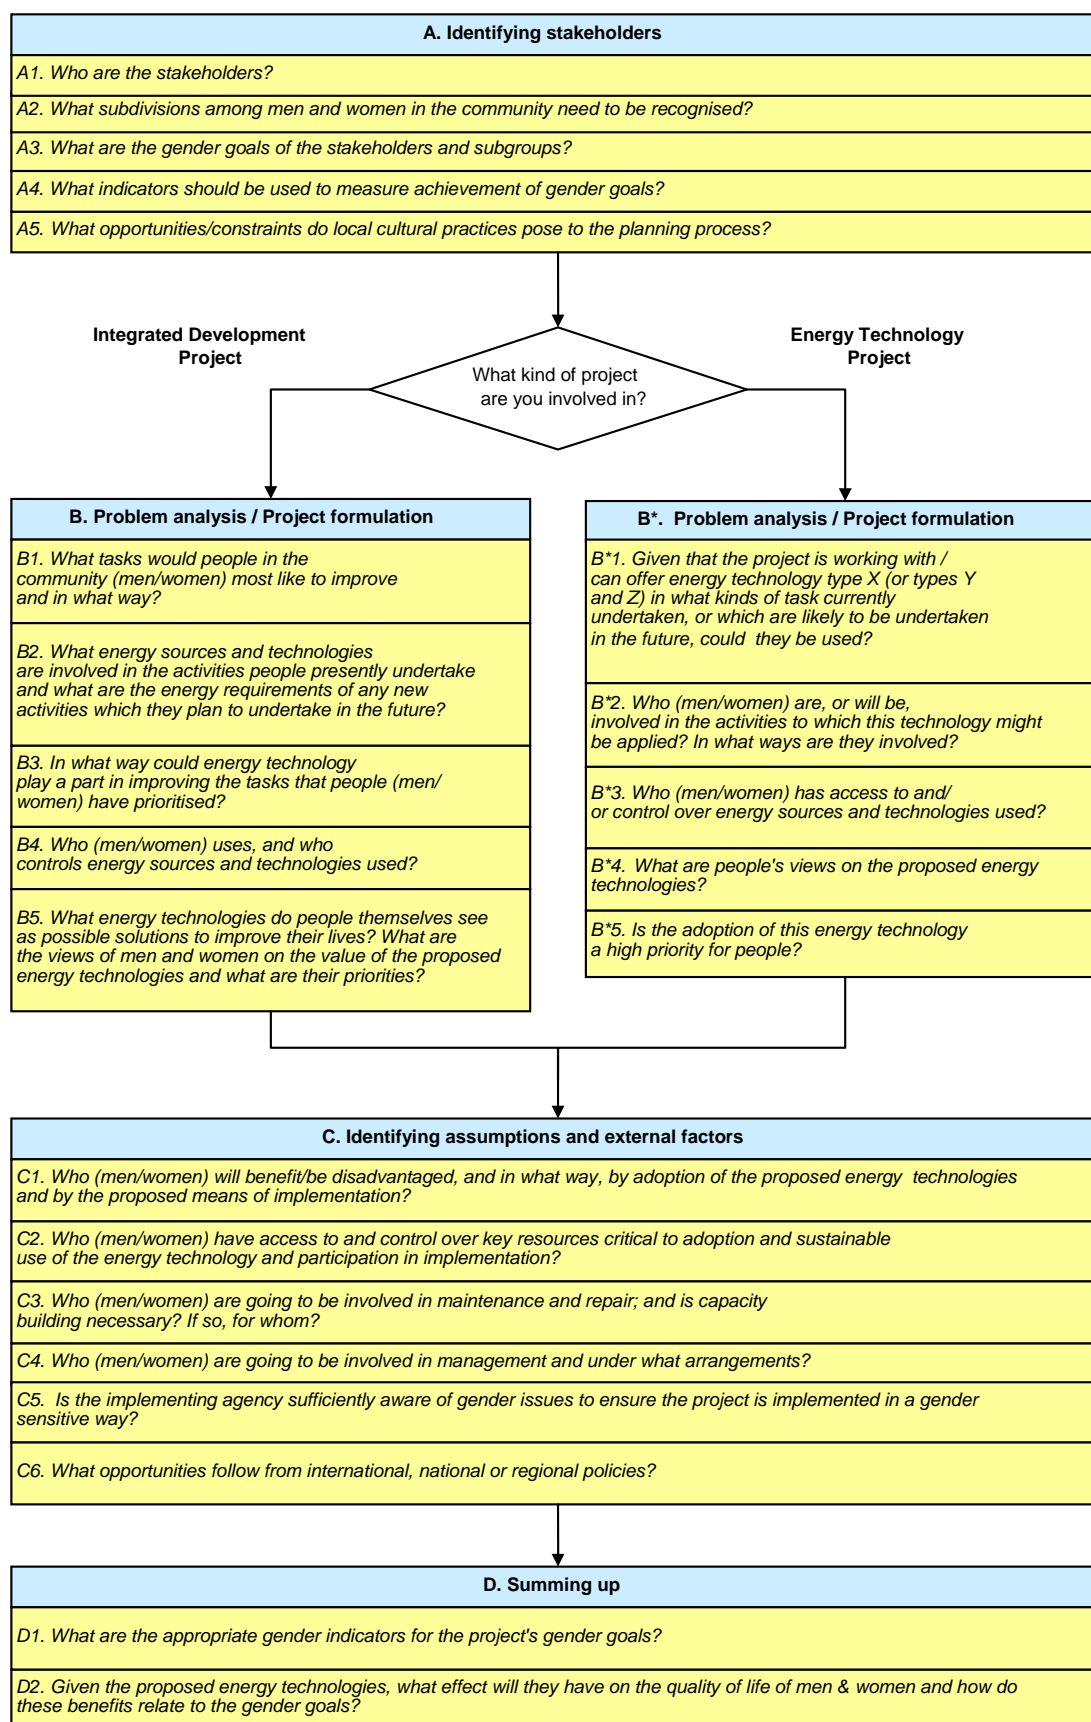 A. Identifying stakeholders
A1. Who are the stakeholders?
A2. What subdivisions among men and women in the community need to be recognised?
A3. What are the gender goals of the stakeholders and subgroups?
A4. What indicators should be used to measure achievement of gender goals?
A5. What opportunities/constraints do local cultural practices pose to the planning process?
Integrated Development
Project
What kind of project
are you involved in?
Energy Technology
Project
B. Problem analysis / Project formulation
B1. What tasks would people in the
community (men/women) most like to improve
and in what way?
B2. What energy sources and technologies
are involved in the activities people presently undertake
and what are the energy requirements of any new
activities which they plan to undertake in the future?
B3. In what way could energy technology
play a part in improving the tasks that people (men/
women) have prioritised?
B4. Who (men/women) uses, and who
controls energy sources and technologies used?
B5. What energy technologies do people themselves see
as possible solutions to improve their lives? What are
the views of men and women on the value of the proposed
energy technologies and what are their priorities?
B*. Problem analysis / Project formulation
B*1. Given that the project is working with /
can offer energy technology type X (or types Y
and Z) in what kinds of task currently
undertaken, or which are likely to be undertaken
in the future, could they be used?
B*2. Who (men/women) are, or will be,
involved in the activities to which this technology might
be applied? In what ways are they involved?
B*3. Who (men/women) has access to and/
or control over energy sources and technologies used?
B*4. What are people's views on the proposed energy
technologies?
B*5. Is the adoption of this energy technology
a high priority for people?
C. Identifying assumptions and external factors
C1. Who (men/women) will benefit/be disadvantaged, and in what way, by adoption of the proposed energy technologies
and by the proposed means of implementation?
C2. Who (men/women) have access to and control over key resources critical to adoption and sustainable
use of the energy technology and participation in implementation?
C3. Who (men/women) are going to be involved in maintenance and repair; and is capacity
building necessary? If so, for whom?
C4. Who (men/women) are going to be involved in management and under what arrangements?
C5. Is the implementing agency sufficiently aware of gender issues to ensure the project is implemented in a gender
sensitive way?
C6. What opportunities follow from international, national or regional policies?
D. Summing up
D1. What are the appropriate gender indicators for the project's gender goals?
D2. Given the proposed energy technologies, what effect will they have on the quality of life of men & women and how do
these benefits relate to the gender goals?